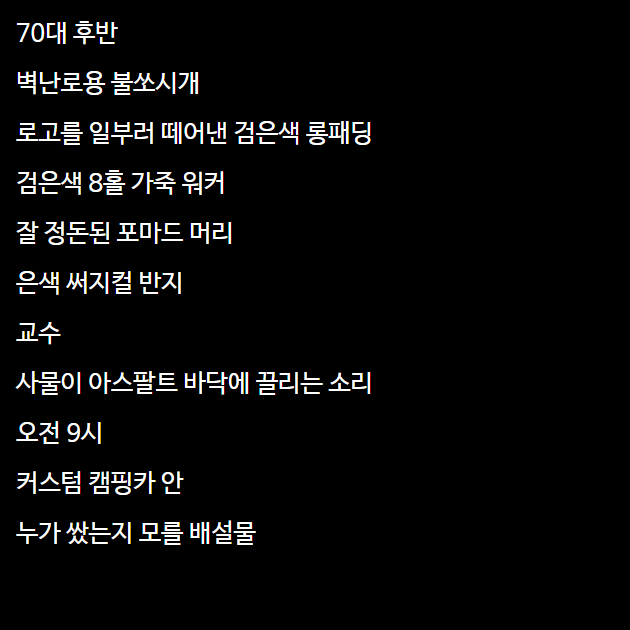 70대 후반
벽난로용 불쏘시개
로고를 일부러 떼어낸 검은색 롱패딩
검은색 8홀 가죽 워커
잘 정돈된 포마드 머리
은색 써지컬 반지
교수
사물이 아스팔트 바닥에 끌리는 소리
오전 9시
커스텀 캠핑카 안
누가 쌌는지 모를 배설물